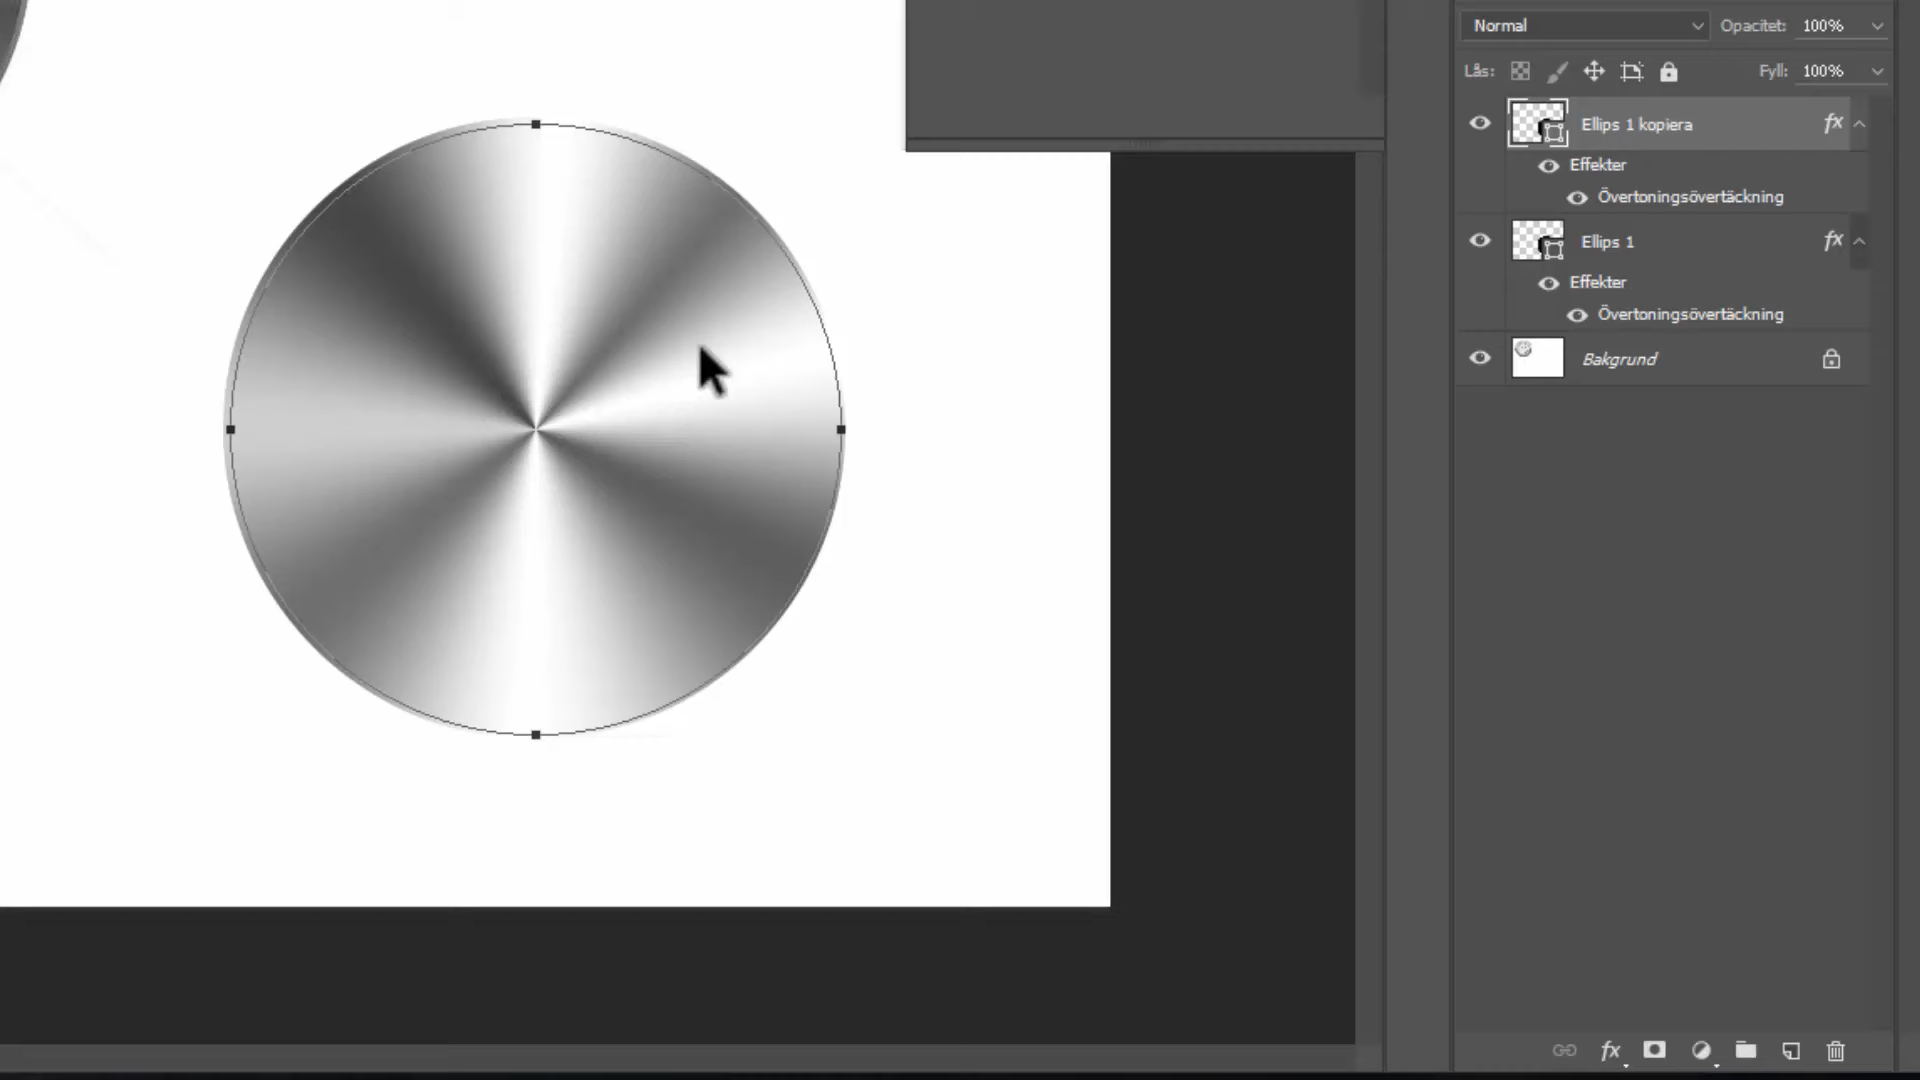 Normal Opacitet: 100%
Lås: Fyll: 100%
Ellips 1 kopiera fx
Effekter
Övertoningsövertäckning
Ellips 1 fx
Effekter
Övertoningsövertäckning
Bakgrund
fx